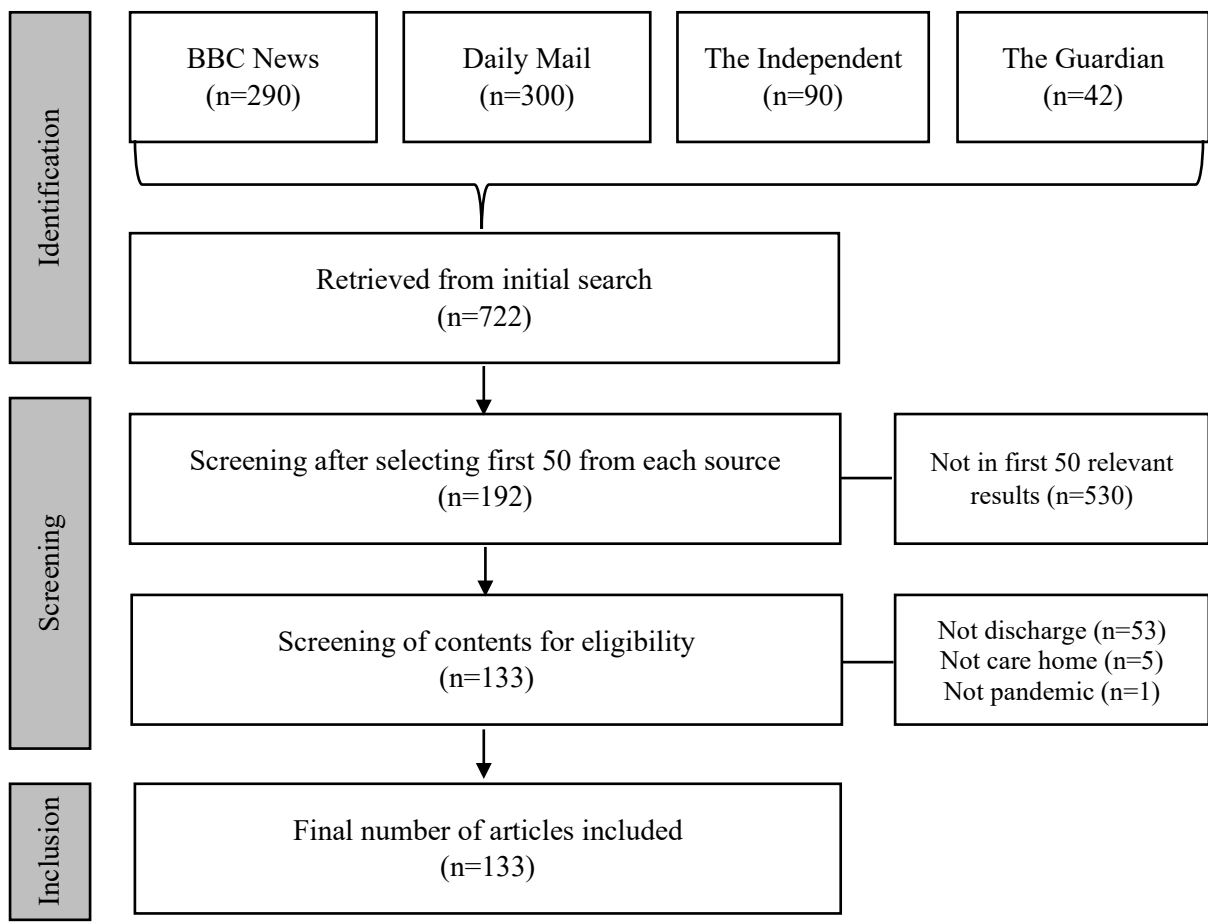 Identification
BBC News
(n=290)
Daily Mail
(n=300)
The Independent
(n=90)
The Guardian
(n=42)
Retrieved from initial search
(n=722)
Screening
Screening after selecting first 50 from each source
(n=192)
Not in first 50 relevant
results (n=530)
Screening of contents for eligibility
(n=133)
Not discharge (n=53)
Not care home (n=5)
Not pandemic (n=1)
Inclusion
Final number of articles included
(n=133)